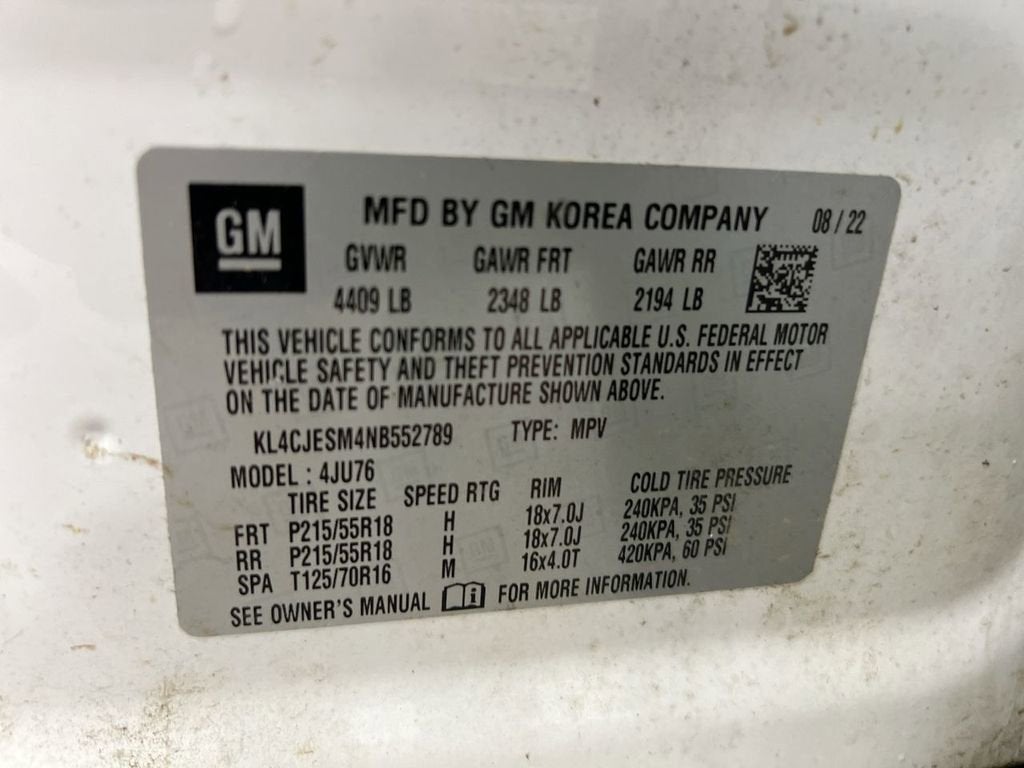 GM MFD BY GM KOREA COMPANY 08 / 22
GVWR GAWR FRT GAWR RR
4409 LB 2348 LB 2194 LB
THIS VEHICLE CONFORMS TO ALL APPLICABLE U.S. FEDERAL MOTOR
VEHICLE SAFETY AND THEFT PREVENTION STANDARDS IN EFFECT
ON THE DATE OF MANUFACTURE SHOWN ABOVE.
KL4CJESM4NB552789 TYPE: MPV
MODEL : 4JU76
TIRE SIZE SPEED RTG RIM COLD TIRE PRESSURE
FRT P215/55R18 H 18x7.0J 240KPA, 35 PSI
RR P215/55R18 H 18x7.0J 240KPA, 35 PSI
SPA T125/70R16 M 16x4.0T 420KPA, 60 PSI
SEE OWNER'S MANUAL FOR MORE INFORMATION.